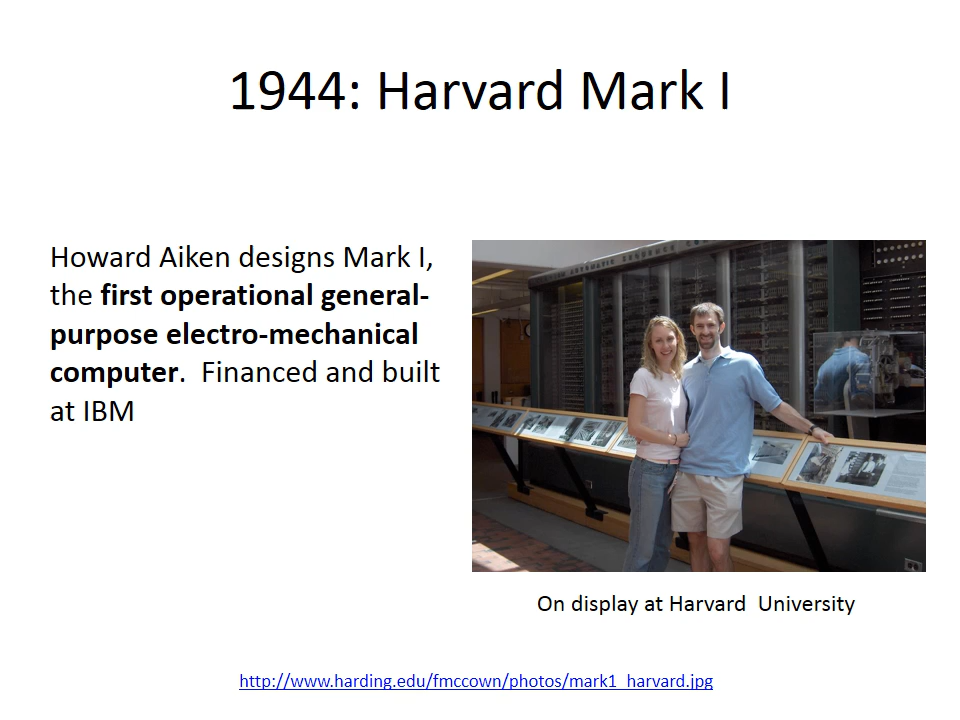 1944: Harvard Mark I
Howard Aiken designs Mark I,
the first operational general-
purpose electro-mechanical
computer.  Financed and built
at IBM
On display at Harvard  University
http://www.harding.edu/fmccown/photos/mark1_harvard.jpg